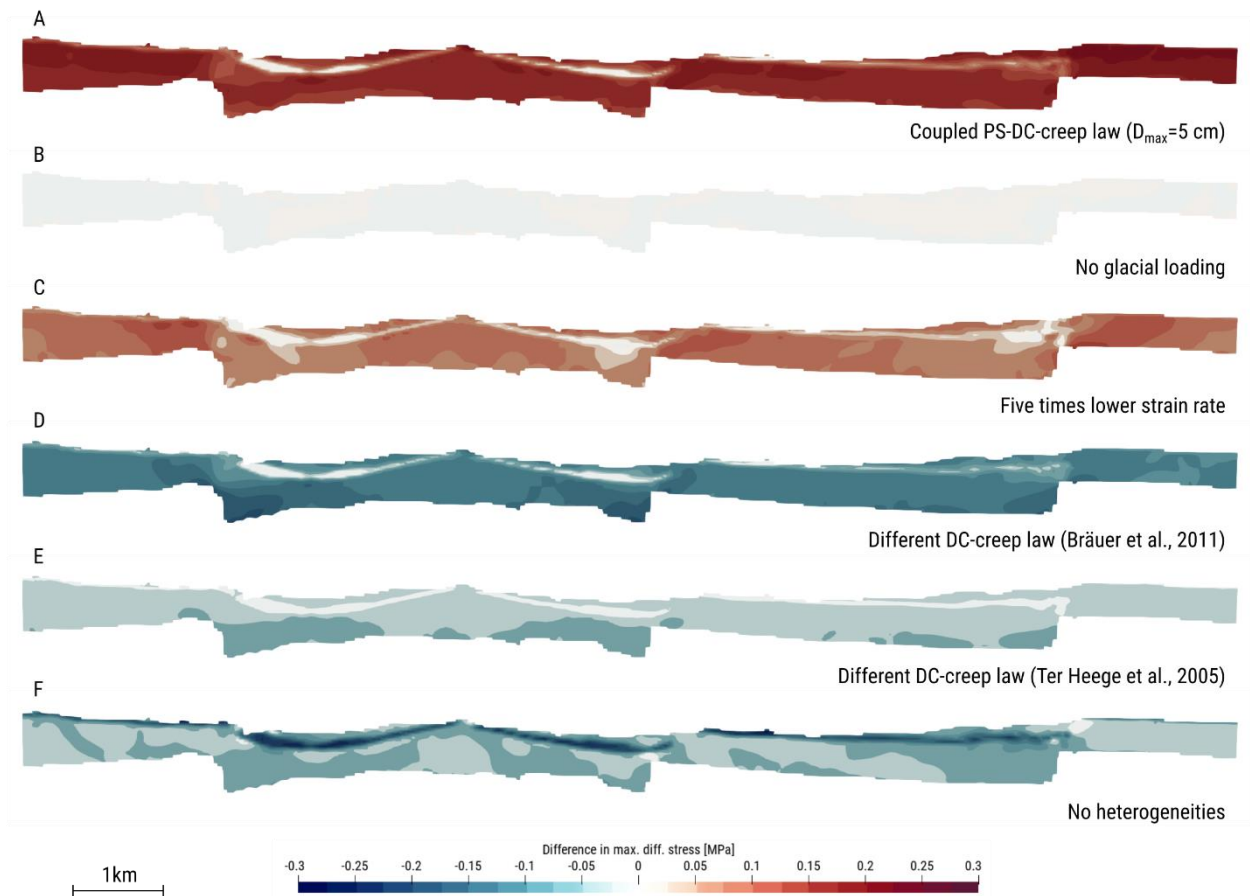 A
Coupled PS-DC-creep law (Dmax=5 cm)
B
No glacial loading
C
Five times lower strain rate
D
Different DC-creep law (Bräuer et al., 2011)
E
Different DC-creep law (Ter Heege et al., 2005)
F
No heterogeneities
1km
Difference in max. diff. stress [MPa]
-0.3 -0.25 -0.2 -0.15 -0.1 -0.05 0 0.05 0.1 0.15 0.2 0.25 0.3